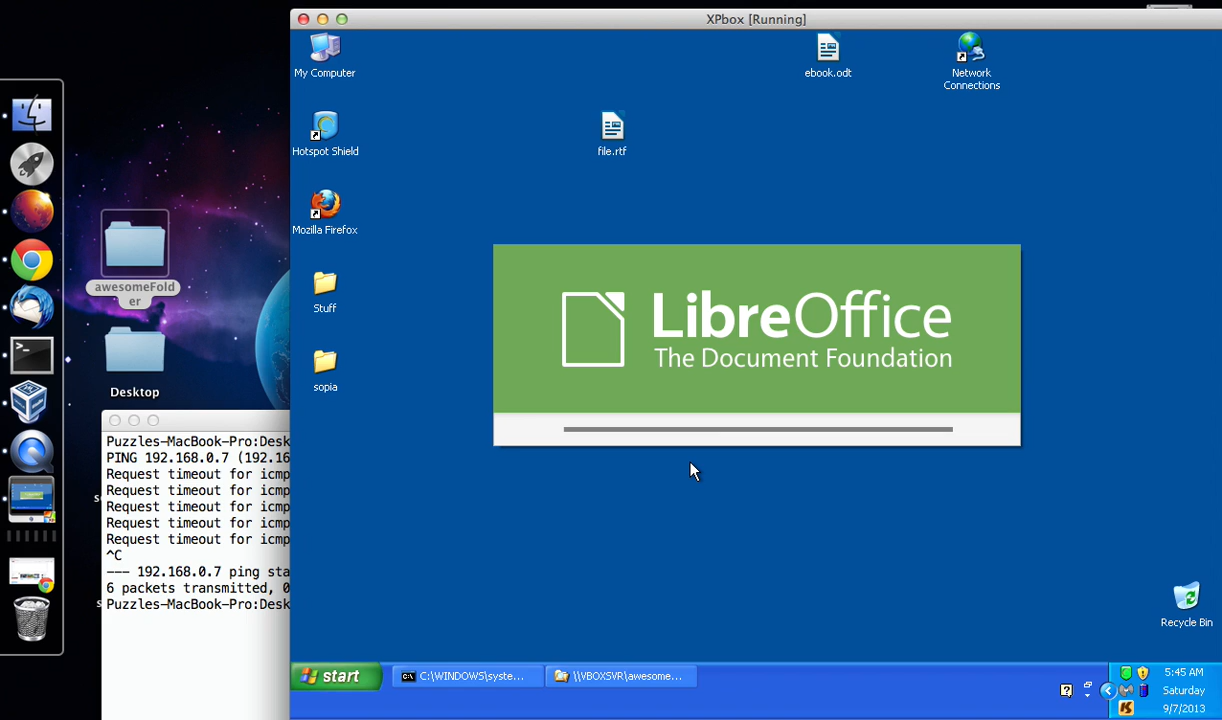 XPbox [Running]
My Computer
ebook.odt
Network
Connections
Hotspot Shield
file.rtf
Mozilla Firefox
Stuff
sopia
LibreOffice
The Document Foundation
awesomeFold
er
Desktop
Puzzles-MacBook-Pro:Desk
PING 192.168.0.7 (192.16
Request timeout for icmp
Request timeout for icmp
Request timeout for icmp
Request timeout for icmp
Request timeout for icmp
^C
--- 192.168.0.7 ping sta
6 packets transmitted, 0
Puzzles-MacBook-Pro:Desk
Recycle Bin
start
C:\WINDOWS\syste...
\\VBOXSVR\awesome...
5:45 AM
Saturday
9/7/2013